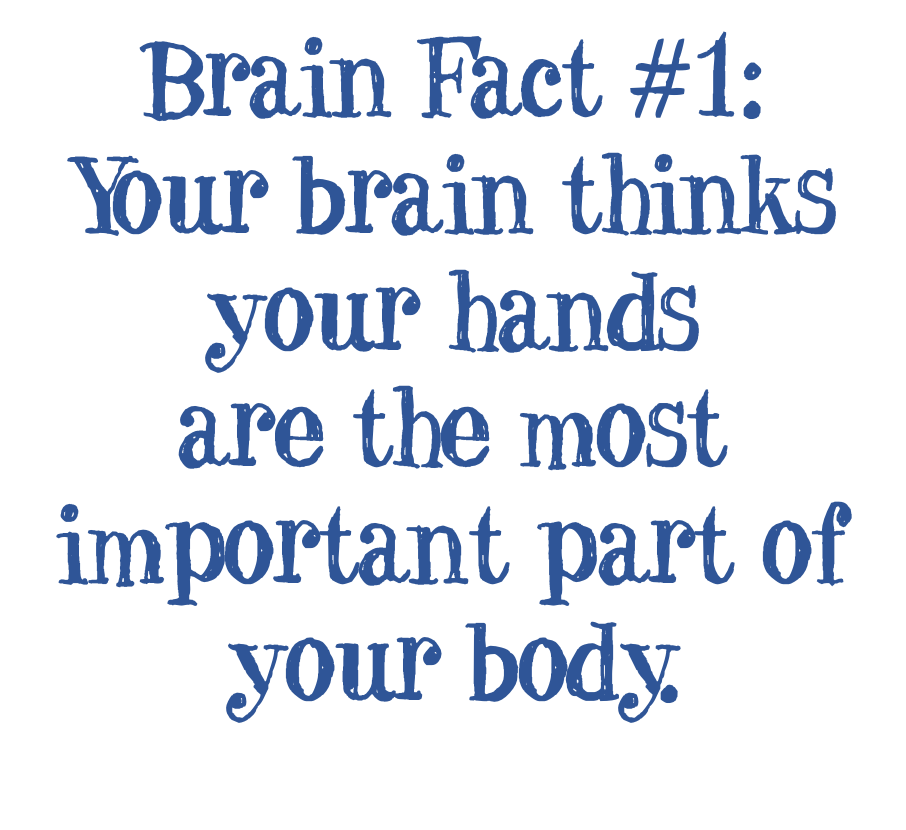 Brain Fact #1:
Your brain thinks
your hands
are the most
important part of
your body.